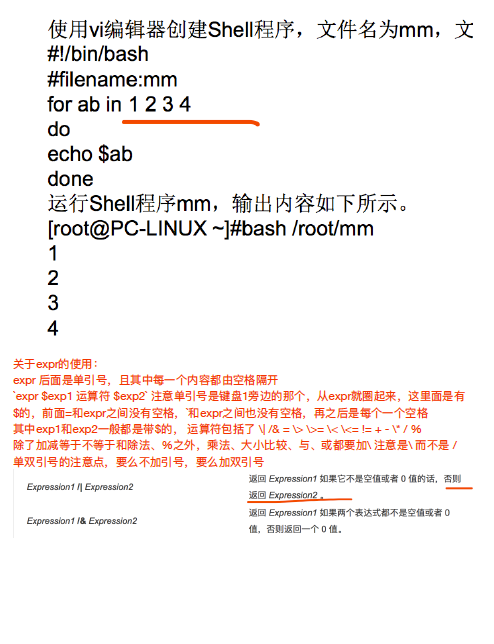 使用vi编辑器创建Shell程序，文件名为mm，文
#!/bin/bash
#filename:mm
for ab in 1 2 3 4
do
echo $ab
done
运行Shell程序mm，输出内容如下所示。
[root@PC-LINUX ~]#bash /root/mm
1
2
3
4
关于expr的使用：
expr 后面是单引号，且其中每一个内容都由空格隔开
`expr $exp1 运算符 $exp2` 注意单引号是键盘1旁边的那个，从expr就圈起来，这里面是有
$的，前面=和expr之间没有空格，`和expr之间也没有空格，再之后是每个一个空格
其中exp1和exp2一般都是带$的， 运算符包括了 \| /& = \> \>= \< \<= != + - \* / %
除了加减等于不等于和除法、%之外，乘法、大小比较、与、或都要加\ 注意是\ 而不是 /
单双引号的注意点，要么不加引号，要么加双引号
Expression1 /| Expression2
返回 Expression1 如果它不是空值或者 0 值的话，否则
返回 Expression2 。
Expression1 /& Expression2
返回 Expression1 如果两个表达式都不是空值或者 0
值，否则返回一个 0 值。